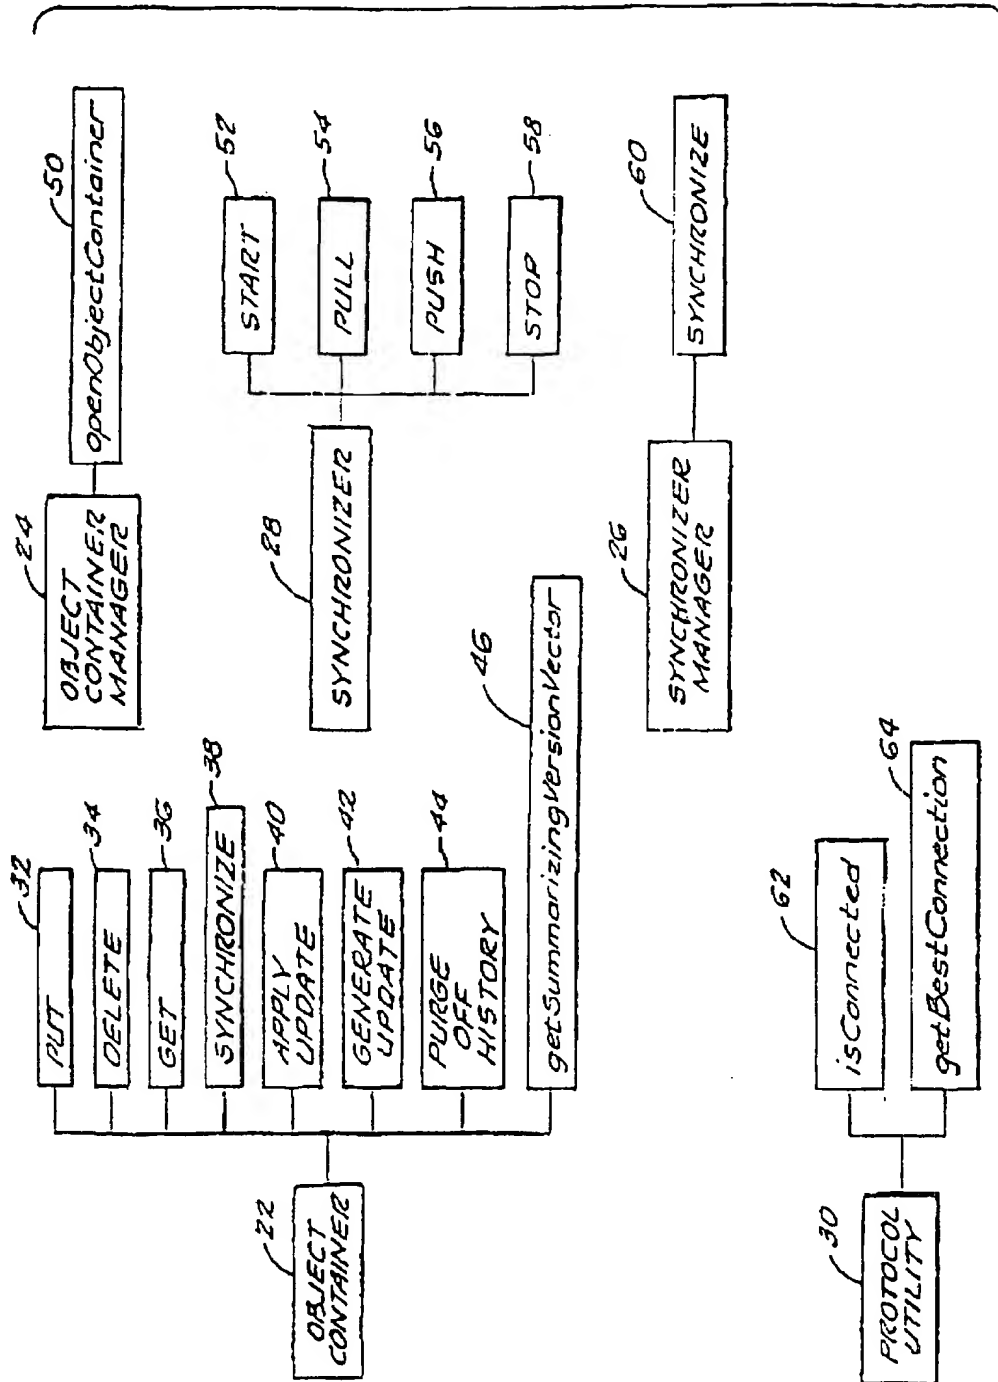 22
OBJECT
CONTAINER
32
PUT
34
DELETE
36
GET
38
SYNCHRONIZE
40
APPLY
UPDATE
42
GENERATE
UPDATE
44
PURGE
OFF
HISTORY
46
getSummarizingVersionVector
24
OBJECT
CONTAINER
MANAGER
50
openObjectContainer
28
SYNCHRONIZER
52
START
54
PULL
56
PUSH
58
STOP
26
SYNCHRONIZER
MANAGER
60
SYNCHRONIZE
30
PROTOCOL
UTILITY
62
isConnected
64
getBestConnection